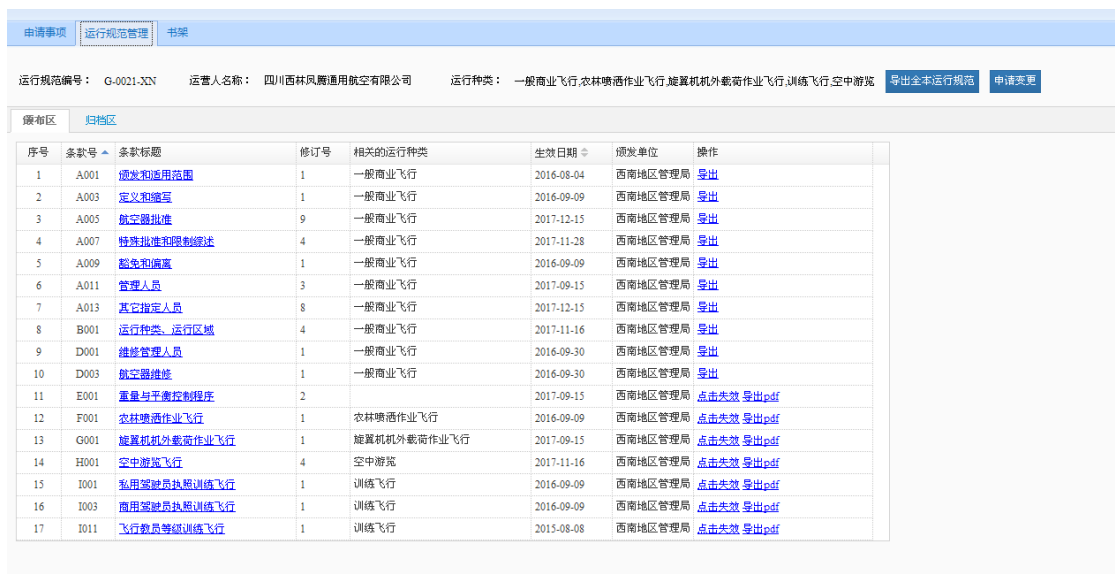 申请事项 运行规范管理 书架
运行规范编号： G-0021-XN 运营人名称： 四川西林凤腾通用航空有限公司 运行种类： 一般商业飞行,农林喷洒作业飞行,旋翼机机外载荷作业飞行,训练飞行,空中游览 导出全本运行规范 申请变更
颁布区 归档区
序号 条款号 条款标题 修订号 相关的运行种类 生效日期 颁发单位 操作
1 A001 颁发和适用范围 1 一般商业飞行 2016-08-04 西南地区管理局 导出
2 A003 定义和缩写 1 一般商业飞行 2016-09-09 西南地区管理局 导出
3 A005 航空器批准 9 一般商业飞行 2017-12-15 西南地区管理局 导出
4 A007 特殊批准和限制综述 4 一般商业飞行 2017-11-28 西南地区管理局 导出
5 A009 豁免和偏离 1 一般商业飞行 2016-09-09 西南地区管理局 导出
6 A011 管理人员 3 一般商业飞行 2017-09-15 西南地区管理局 导出
7 A013 其它指定人员 8 一般商业飞行 2017-12-15 西南地区管理局 导出
8 B001 运行种类、运行区域 4 一般商业飞行 2017-11-16 西南地区管理局 导出
9 D001 维修管理人员 1 一般商业飞行 2016-09-30 西南地区管理局 导出
10 D003 航空器维修 1 一般商业飞行 2016-09-30 西南地区管理局 导出
11 E001 重量与平衡控制程序 2 2017-09-15 西南地区管理局 点击失效 导出pdf
12 F001 农林喷洒作业飞行 1 农林喷洒作业飞行 2016-09-09 西南地区管理局 点击失效 导出pdf
13 G001 旋翼机机外载荷作业飞行 1 旋翼机机外载荷作业飞行 2017-09-15 西南地区管理局 点击失效 导出pdf
14 H001 空中游览飞行 4 空中游览 2017-11-16 西南地区管理局 点击失效 导出pdf
15 I001 私用驾驶员执照训练飞行 1 训练飞行 2016-09-09 西南地区管理局 点击失效 导出pdf
16 I003 商用驾驶员执照训练飞行 1 训练飞行 2016-09-09 西南地区管理局 点击失效 导出pdf
17 I011 飞行教员等级训练飞行 1 训练飞行 2015-08-08 西南地区管理局 点击失效 导出pdf